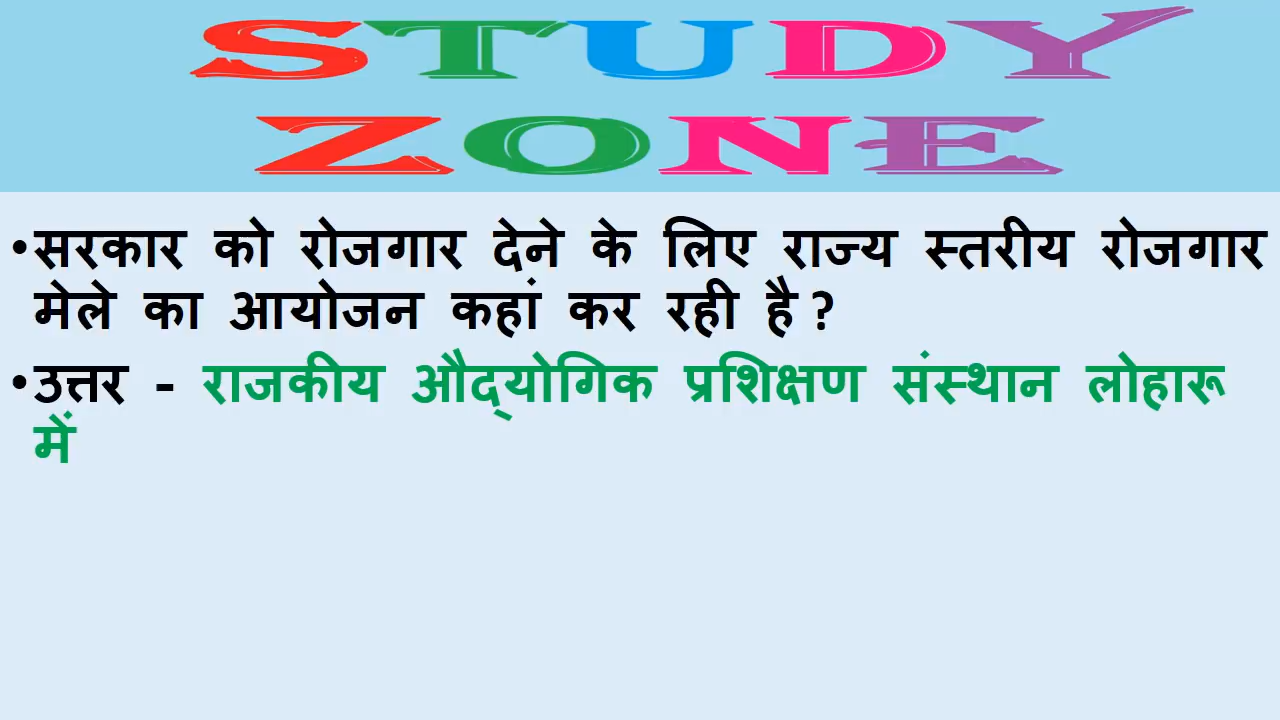 STUDY
ZONE
•सरकार को रोजगार देने के लिए राज्य स्तरीय रोजगार
मेले का आयोजन कहां कर रही है ?
•उत्तर - राजकीय औद्योगिक प्रशिक्षण संस्थान लोहारू
में